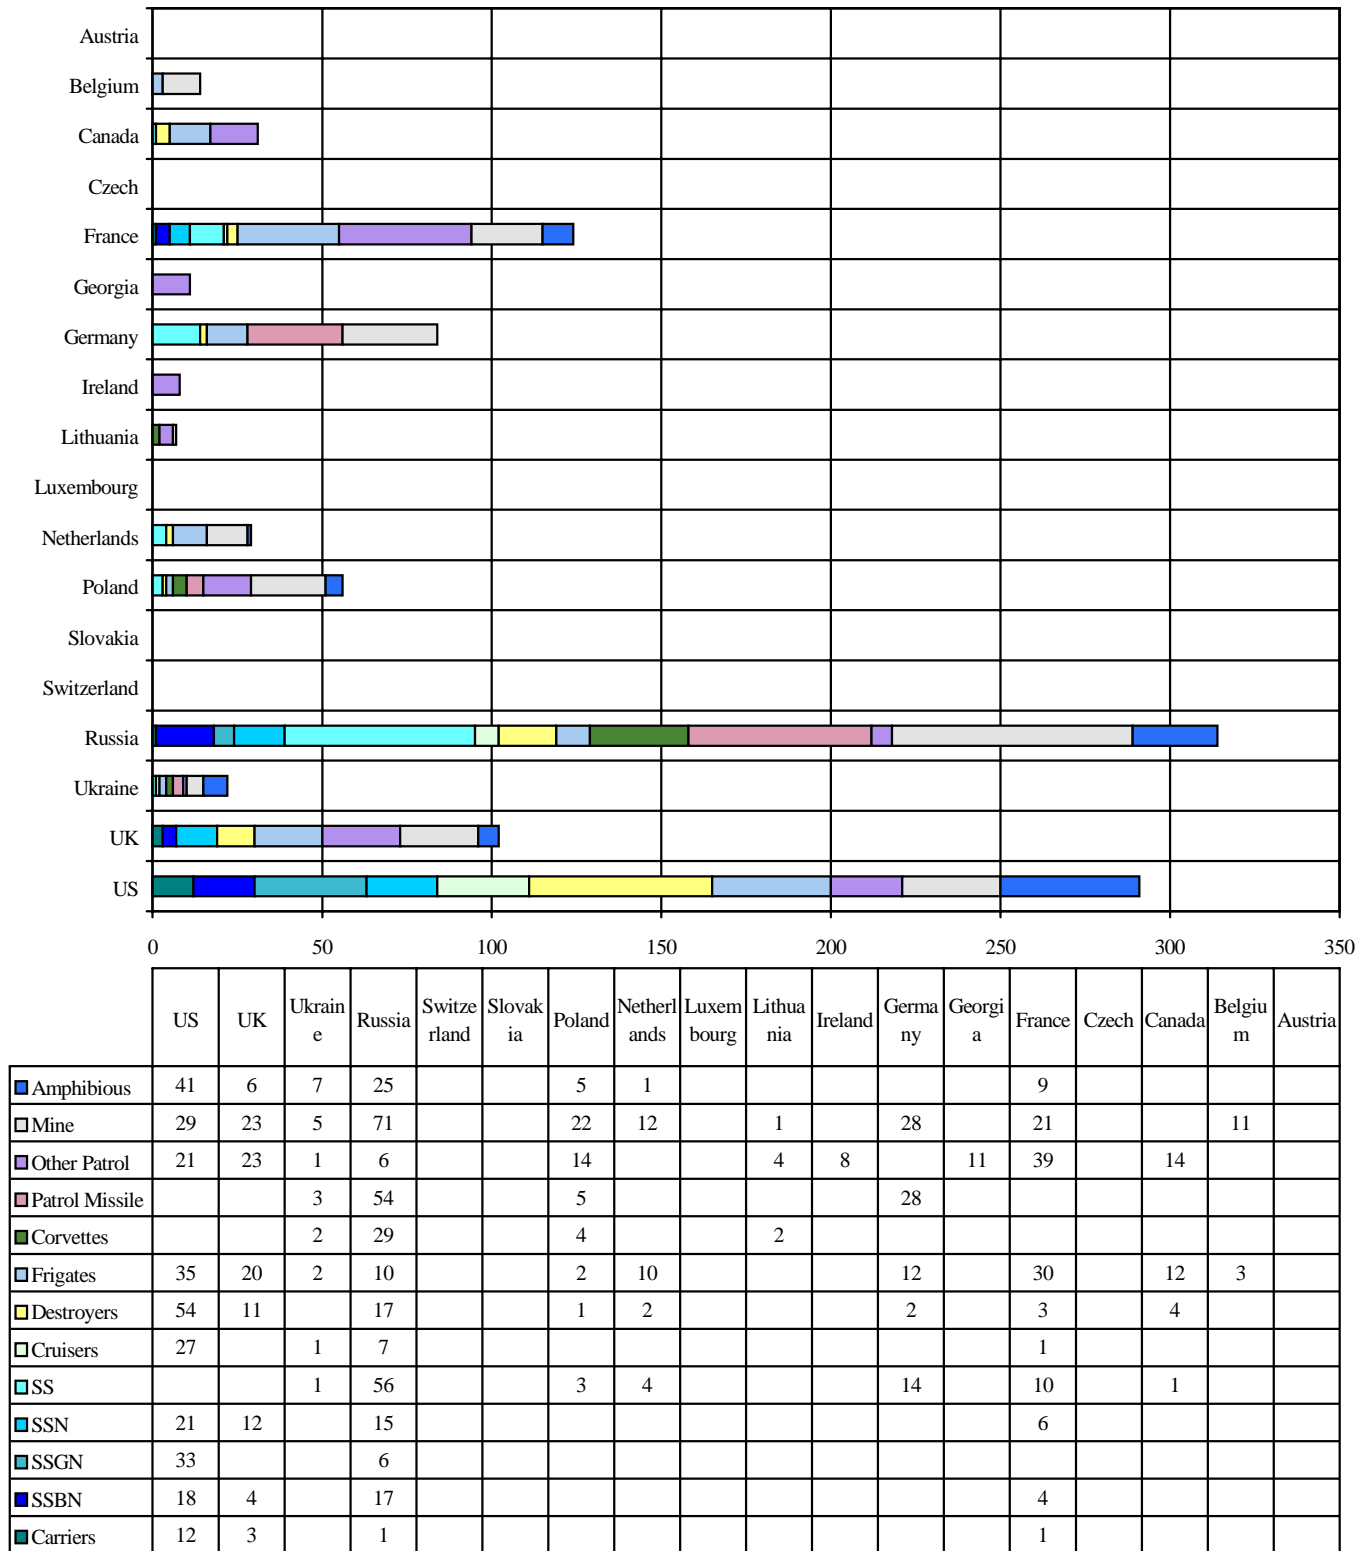 Austria
Belgium
Canada
Czech
France
Georgia
Germany
Ireland
Lithuania
Luxembourg
Netherlands
Poland
Slovakia
Switzerland
Russia
Ukraine
UK
US
0 50 100 150 200 250 300 350
US UK Ukrain e Russia Switze rland Slovak ia Poland Netherl ands Luxem bourg Lithua nia Ireland Germa ny Georgi a France Czech Canada Belgiu m Austria
Amphibious 41 6 7 25 5 1 9
Mine 29 23 5 71 22 12 1 28 21 11
Other Patrol 21 23 1 6 14 4 8 11 39 14
Patrol Missile 3 54 5 28
Corvettes 2 29 4 2
Frigates 35 20 2 10 2 10 12 30 12 3
Destroyers 54 11 17 1 2 2 3 4
Cruisers 27 1 7 1
SS 1 56 3 4 14 10 1
SSN 21 12 15 6
SSGN 33 6
SSBN 18 4 17 4
Carriers 12 3 1 1